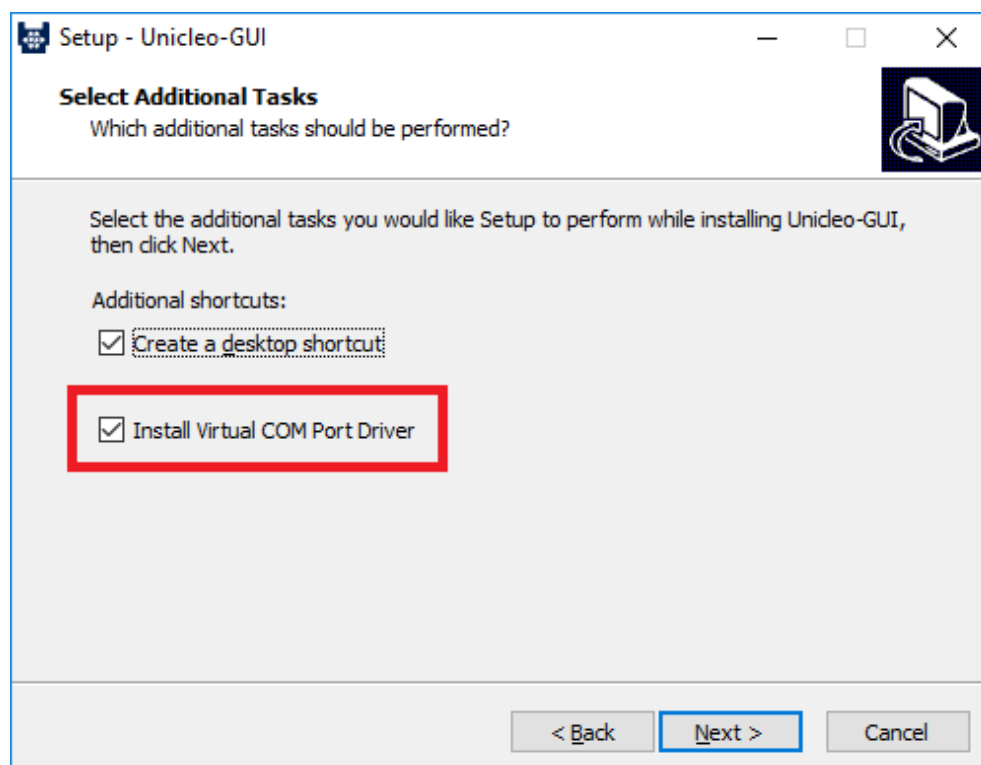 Setup - Unicleo-GUI
Select Additional Tasks
Which additional tasks should be performed?
Select the additional tasks you would like Setup to perform while installing Unicleo-GUI,
then click Next.
Additional shortcuts:
Create a desktop shortcut
Install Virtual COM Port Driver
< Back Next > Cancel